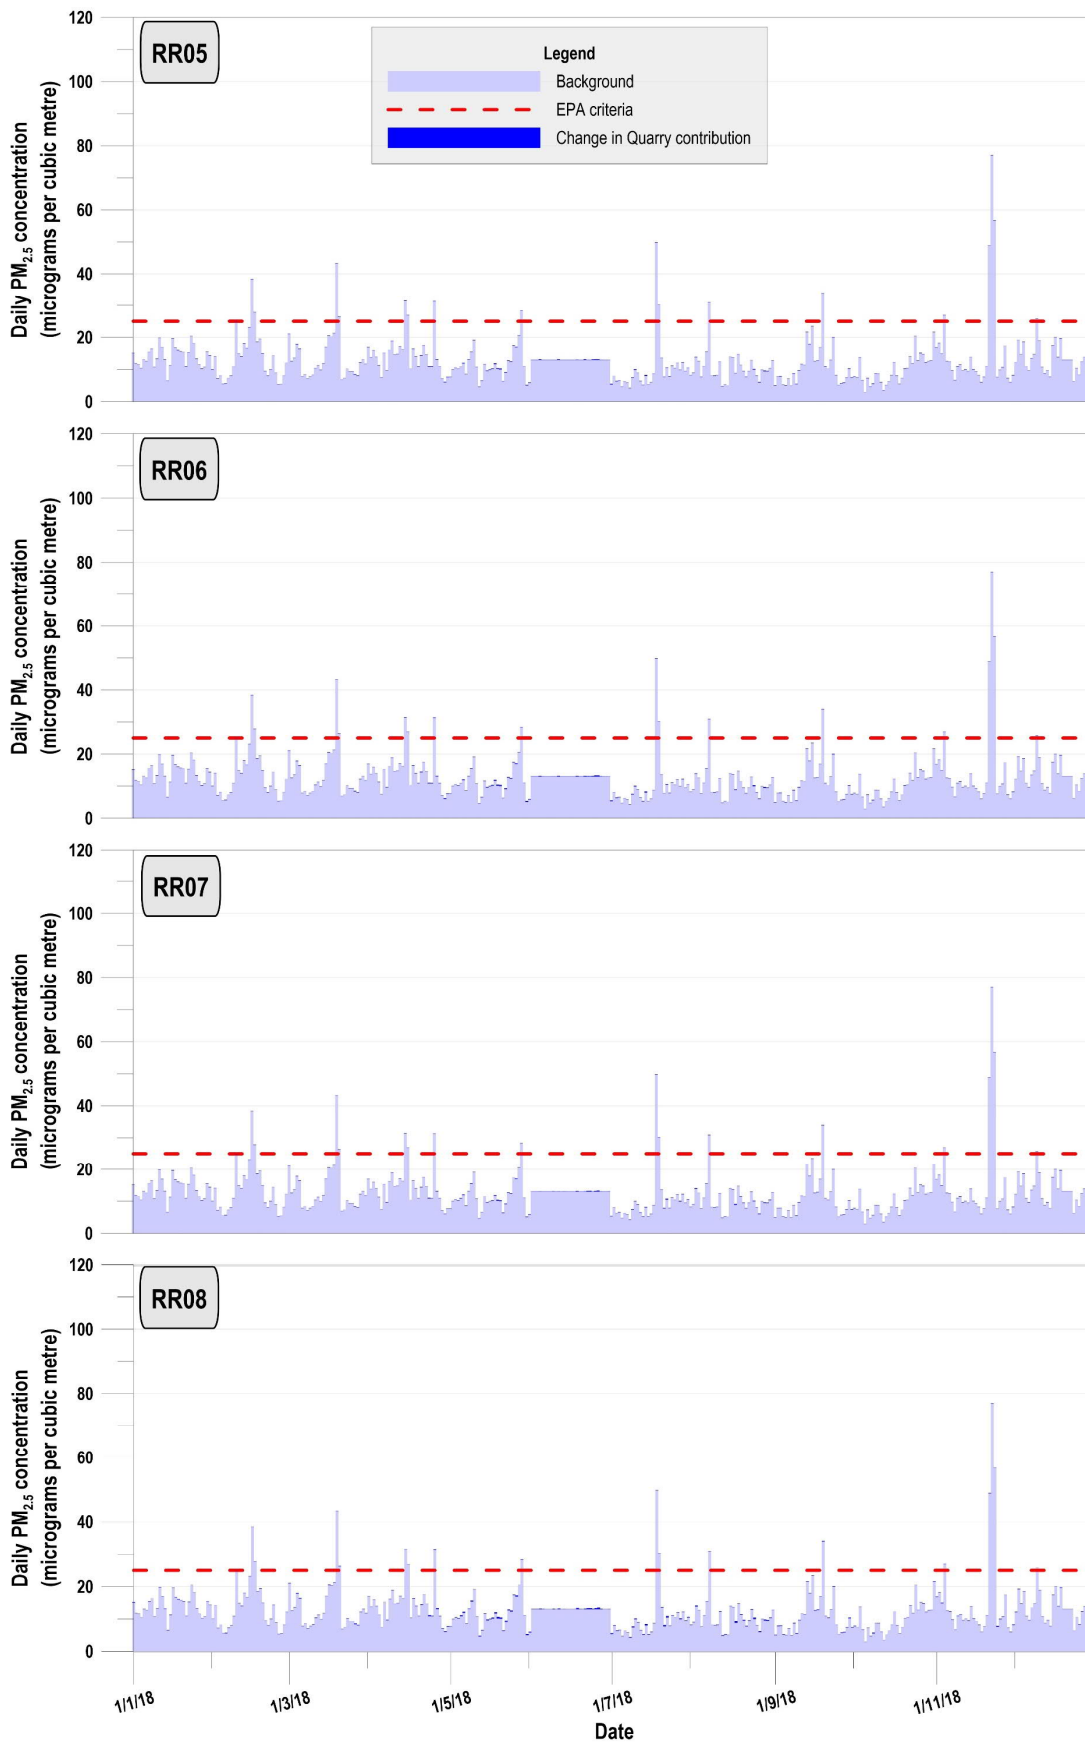 120
RR05
Legend
Background
EPA criteria
Change in Quarry contribution
100
80
60
40
20
0
Daily PM2.5 concentration
(micrograms per cubic metre)
120
RR06
100
80
60
40
20
0
Daily PM2.5 concentration
(micrograms per cubic metre)
120
RR07
100
80
60
40
20
0
Daily PM2.5 concentration
(micrograms per cubic metre)
120
RR08
100
80
60
40
20
0
Daily PM2.5 concentration
(micrograms per cubic metre)
1/1/18
1/3/18
1/5/18
1/7/18
1/9/18
1/11/18
Date